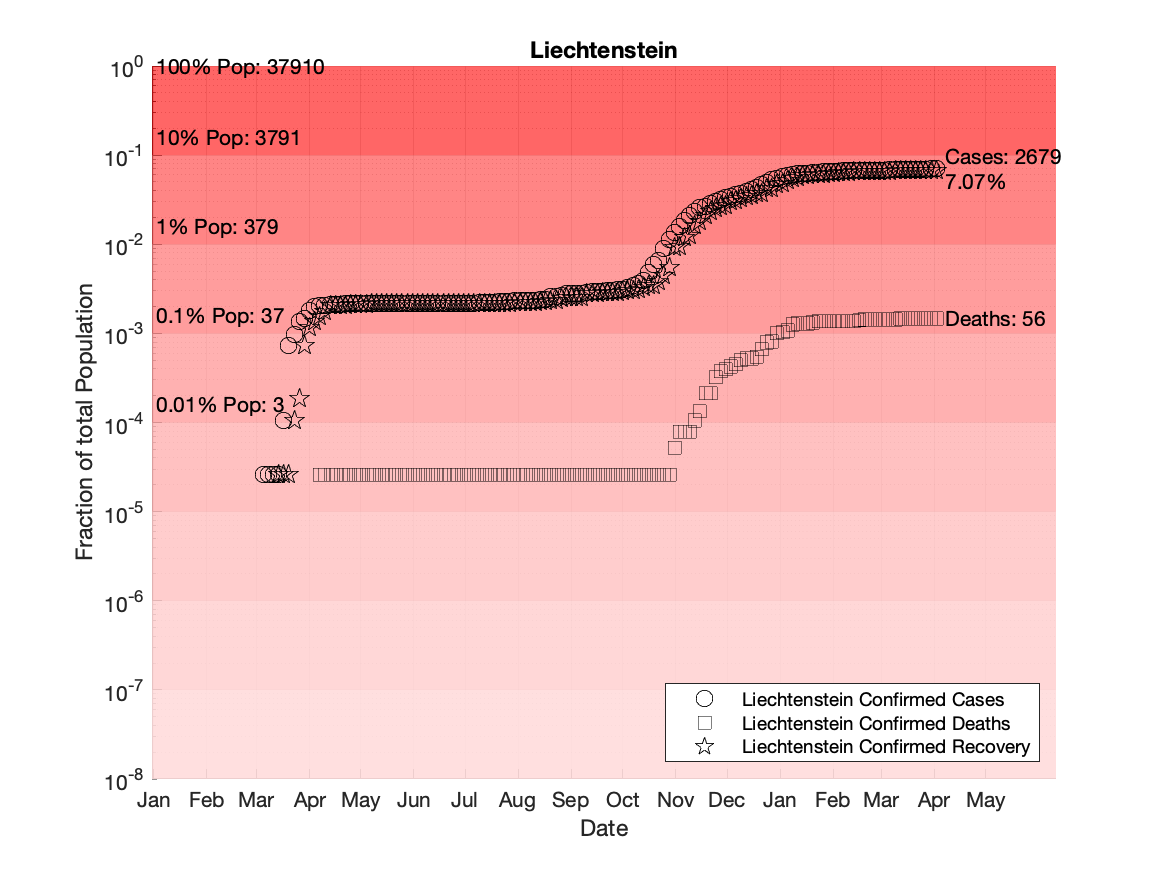 Liechtenstein
10^0
100% Pop: 37910
10% Pop: 3791
10^-1
Cases: 2679
7.07%
1% Pop: 379
10^-2
0.1% Pop: 37
Deaths: 56
10^-3
0.01% Pop: 3
10^-4
10^-5
10^-6
10^-7
10^-8
Fraction of total Population
Liechtenstein Confirmed Cases
Liechtenstein Confirmed Deaths
Liechtenstein Confirmed Recovery
Jan Feb Mar Apr May Jun Jul Aug Sep Oct Nov Dec Jan Feb Mar Apr May
Date